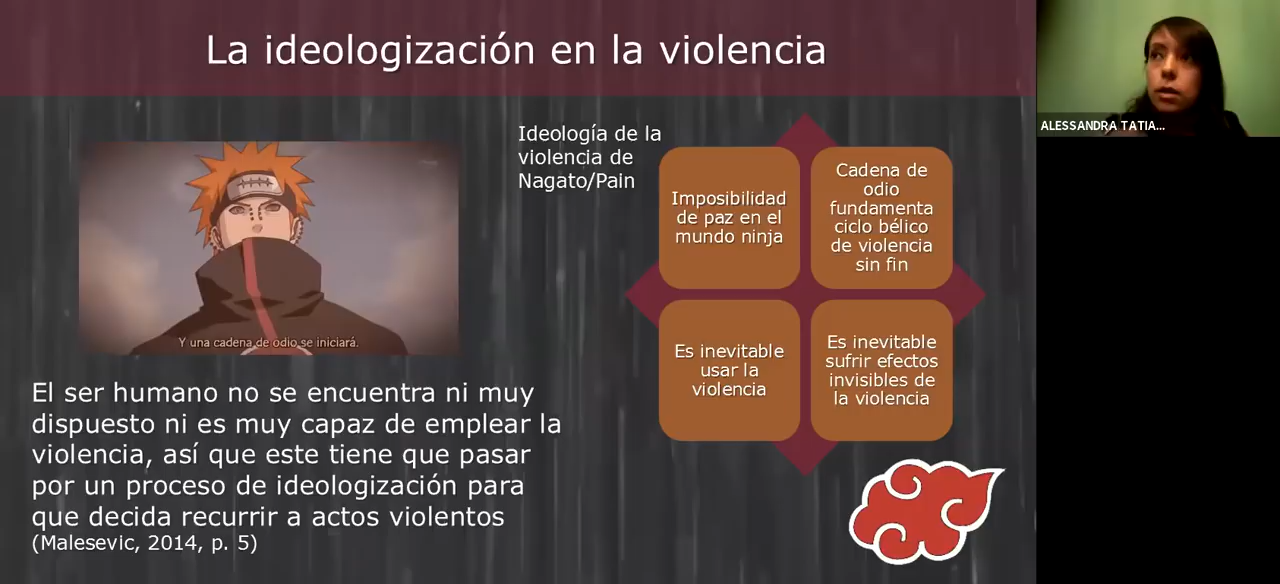 La ideologización en la violencia
ALESSANDRA TATIA...
Ideología de la
violencia de
Nagato/Pain
Imposibilidad
de paz en el
mundo ninja
Cadena de
odio
fundamenta
ciclo bélico
de violencia
sin fin
Y una cadena de odio se iniciará.
Es inevitable
usar la
violencia
Es inevitable
sufrir efectos
invisibles de
la violencia
El ser humano no se encuentra ni muy
dispuesto ni es muy capaz de emplear la
violencia, así que este tiene que pasar
por un proceso de ideologización para
que decida recurrir a actos violentos
(Malesevic, 2014, p. 5)